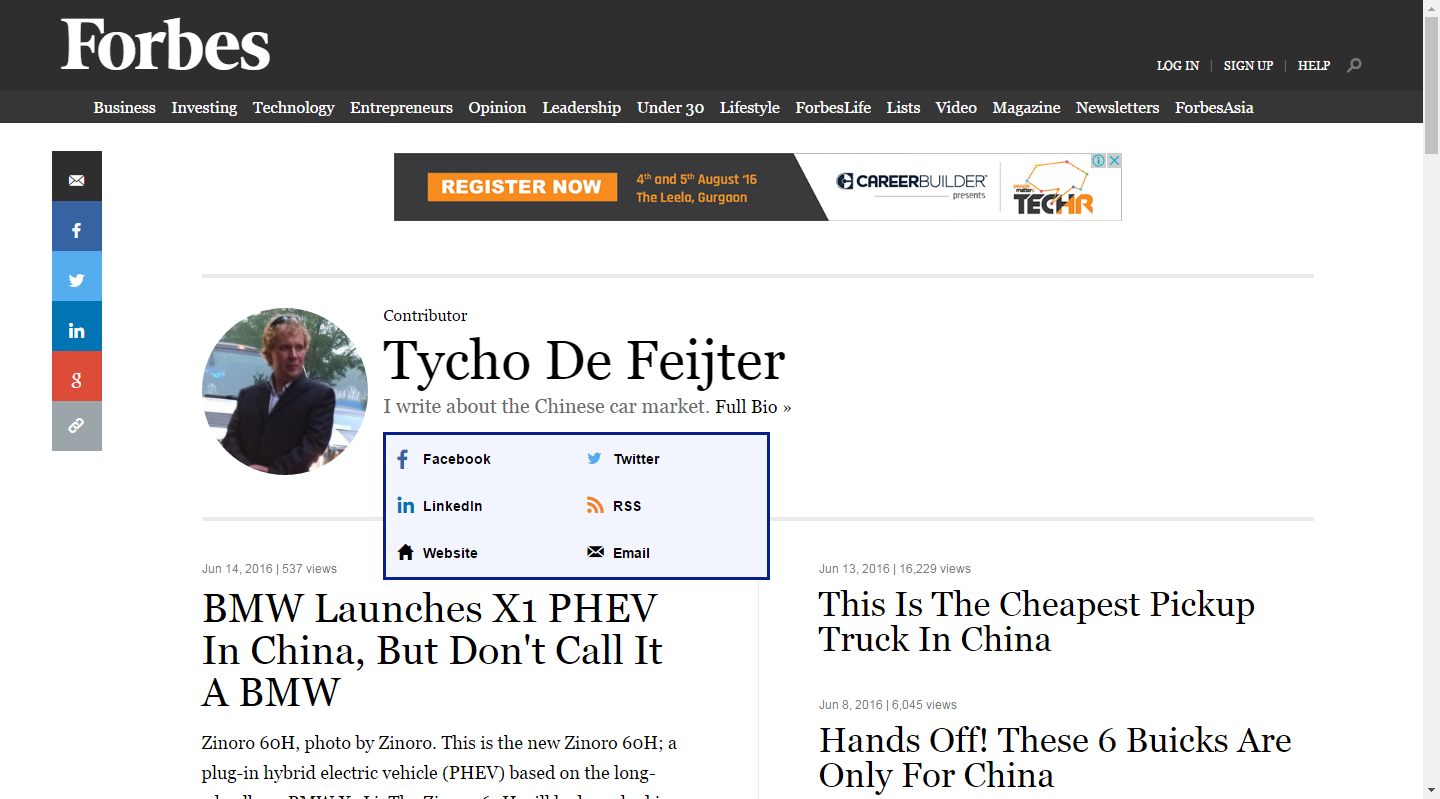 Forbes
LOG IN | SIGN UP | HELP
Business Investing Technology Entrepreneurs Opinion Leadership Under 30 Lifestyle ForbesLife Lists Video Magazine Newsletters ForbesAsia
REGISTER NOW
4th and 5th August '16
The Leela, Gurgaon
CAREERBUILDER
presents
people matters
TECHR
Contributor
Tycho De Feijter
I write about the Chinese car market. Full Bio »
Facebook
Twitter
LinkedIn
RSS
Website
Email
Jun 14, 2016 | 537 views
BMW Launches X1 PHEV
In China, But Don't Call It
A BMW
Zinoro 60H, photo by Zinoro. This is the new Zinoro 60H; a
plug-in hybrid electric vehicle (PHEV) based on the long-
Jun 13, 2016 | 16,229 views
This Is The Cheapest Pickup
Truck In China
Jun 8, 2016 | 6,045 views
Hands Off! These 6 Buicks Are
Only For China